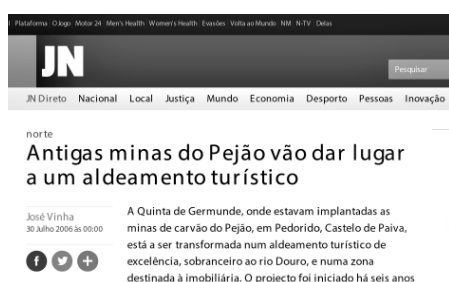 Plataforma O Jogo Motor 24 Men's Health Women's Health Evasões Volta ao Mundo NM N-TV Delas
JN
Pesquisar
JN Direto Nacional Local Justiça Mundo Economia Desporto Pessoas Inovação
norte
Antigas minas do Pejão vão dar lugar
a um aldeamento turístico
José Vinha
30 Julho 2006 às 00:00
A Quinta de Germunde, onde estavam implantadas as
minas de carvão do Pejão, em Pedorido, Castelo de Paiva,
está a ser transformada num aldeamento turístico de
excelência, sobranceiro ao rio Douro, e numa zona
destinada à imobiliária. O projecto foi iniciado há seis anos